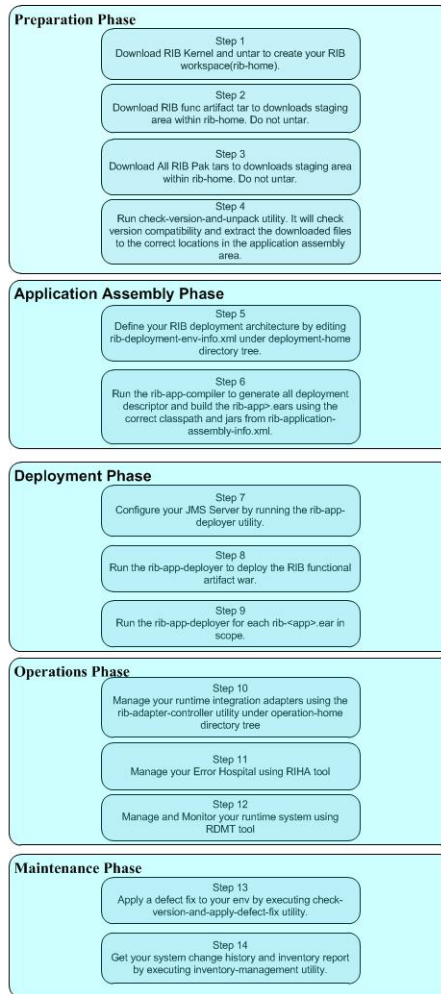 Preparation Phase
Step 1
Download RIB Kernel and untar to create your RIB
workspace(rib-home).
Step 2
Download RIB func artifact tar to downloads staging
area within rib-home. Do not untar.
Step 3
Download All RIB Pak tars to downloads staging area
within rib-home. Do not untar.
Step 4
Run check-version-and-unpack utility. It will check
version compatibility and extract the downloaded files
to the correct locations in the application assembly
area.
Application Assembly Phase
Step 5
Define your RIB deployment architecture by editing
rib-deployment-env-info.xml under deployment-home
directory tree.
Step 6
Run the rib-app-compiler to generate all deployment
descriptor and build the rib-app>.ears using the
correct classpath and jars from rib-application-
assembly-info.xml.
Deployment Phase
Step 7
Configure your JMS Server by running the rib-app-
deployer utility.
Step 8
Run the rib-app-deployer to deploy the RIB functional
artifact war.
Step 9
Run the rib-app-deployer for each rib-<app>.ear in
scope.
Operations Phase
Step 10
Manage your runtime integration adapters using the
rib-adapter-controller utility under operation-home
directory tree
Step 11
Manage your Error Hospital using RIHA tool
Step 12
Manage and Monitor your runtime system using
RDMT tool
Maintenance Phase
Step 13
Apply a defect fix to your env by executing check-
version-and-apply-defect-fix utility.
Step 14
Get your system change history and inventory report
by executing inventory-management utility.